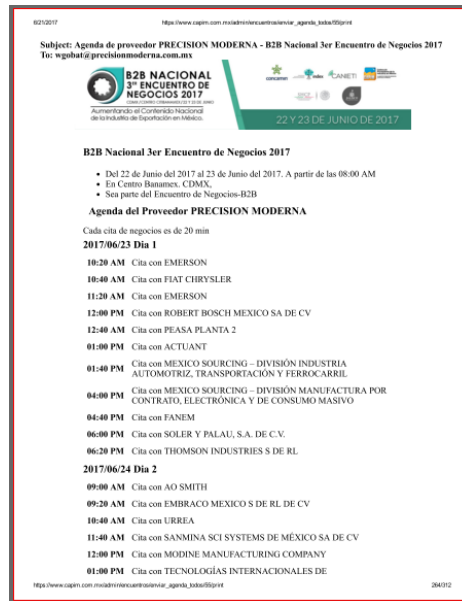 6/21/2017
https://www.capim.com.mx/admin/encuentros/enviar_agenda_todos/55/print
Subject: Agenda de proveedor PRECISION MODERNA - B2B Nacional 3er Encuentro de Negocios 2017
To: wgobat@precisionmoderna.com.mx
B2B NACIONAL
3ER ENCUENTRO DE
NEGOCIOS 2017
CDMX/CENTRO CITIBANAMEX/22 Y 23 DE JUNIO
Aumentando el Contenido Nacional
de la Industria de Exportación en México.
concamin
index
CANIETI
22 Y 23 DE JUNIO DE 2017
B2B Nacional 3er Encuentro de Negocios 2017
• Del 22 de Junio del 2017 al 23 de Junio del 2017. A partir de las 08:00 AM
• En Centro Banamex. CDMX,
• Sea parte del Encuentro de Negocios-B2B
Agenda del Proveedor PRECISION MODERNA
Cada cita de negocios es de 20 min
2017/06/23 Dia 1
10:20 AM Cita con EMERSON
10:40 AM Cita con FIAT CHRYSLER
11:20 AM Cita con EMERSON
12:00 PM Cita con ROBERT BOSCH MEXICO SA DE CV
12:40 AM Cita con PEASA PLANTA 2
01:00 PM Cita con ACTUANT
01:40 PM Cita con MEXICO SOURCING – DIVISIÓN INDUSTRIA
AUTOMOTRIZ, TRANSPORTACIÓN Y FERROCARRIL
04:00 PM Cita con MEXICO SOURCING – DIVISIÓN MANUFACTURA POR
CONTRATO, ELECTRÓNICA Y DE CONSUMO MASIVO
04:40 PM Cita con FANEM
06:00 PM Cita con SOLER Y PALAU, S.A. DE C.V.
06:20 PM Cita con THOMSON INDUSTRIES S DE RL
2017/06/24 Dia 2
09:00 AM Cita con AO SMITH
09:20 AM Cita con EMBRACO MEXICO S DE RL DE CV
10:40 AM Cita con URREA
11:40 AM Cita con SANMINA SCI SYSTEMS DE MÉXICO SA DE CV
12:00 PM Cita con MODINE MANUFACTURING COMPANY
01:00 PM Cita con TECNOLOGÍAS INTERNACIONALES DE
https://www.capim.com.mx/admin/encuentros/enviar_agenda_todos/55/print
264/312